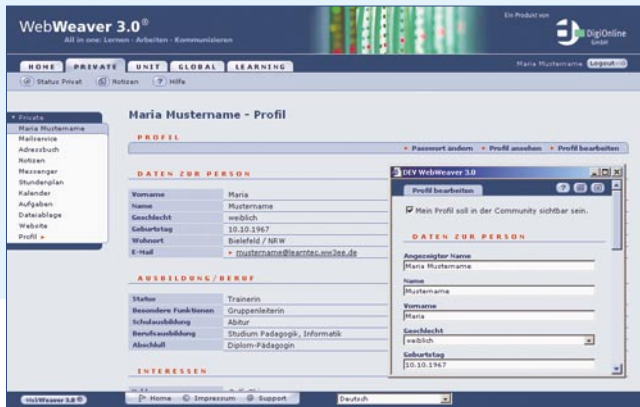 WebWeaver 3.0®
All in one: Lernen - Arbeiten - Kommunizieren
Ein Produkt von
DigiOnline
GmbH
HOME PRIVATE UNIT GLOBAL LEARNING
Maria Mustername Logout
Status Privat Notizen ? Hilfe
Private
Maria Mustername
Mailservice
Adressbuch
Notizen
Messenger
Stundenplan
Kalender
Aufgaben
Dateiablage
Website
Profil
Maria Mustername - Profil
PROFIL
Passwort ändern Profil ansehen Profil bearbeiten
DATEN ZUR PERSON
Vorname Maria
Name Mustername
Geschlecht weiblich
Geburtstag 10.10.1967
Wohnort Bielefeld / NRW
E-Mail mustername@learntec.ww3ee.de
AUSBILDUNG/BERUF
Status Trainerin
Besondere Funktionen Gruppenleiterin
Schulausbildung Abitur
Berufsausbildung Studium Pädagogik, Informatik
Abschluß Diplom-Pädagogin
INTERESSEN
DEV WebWeaver 3.0
Profil bearbeiten ?
Mein Profil soll in der Community sichtbar sein.
DATEN ZUR PERSON
Angezeigter Name
Maria Mustername
Name
Mustername
Vorname
Maria
Geschlecht
weiblich
Geburtstag
10.10.1967
WebWeaver 3.0 ©
Home © Impressum @ Support Deutsch